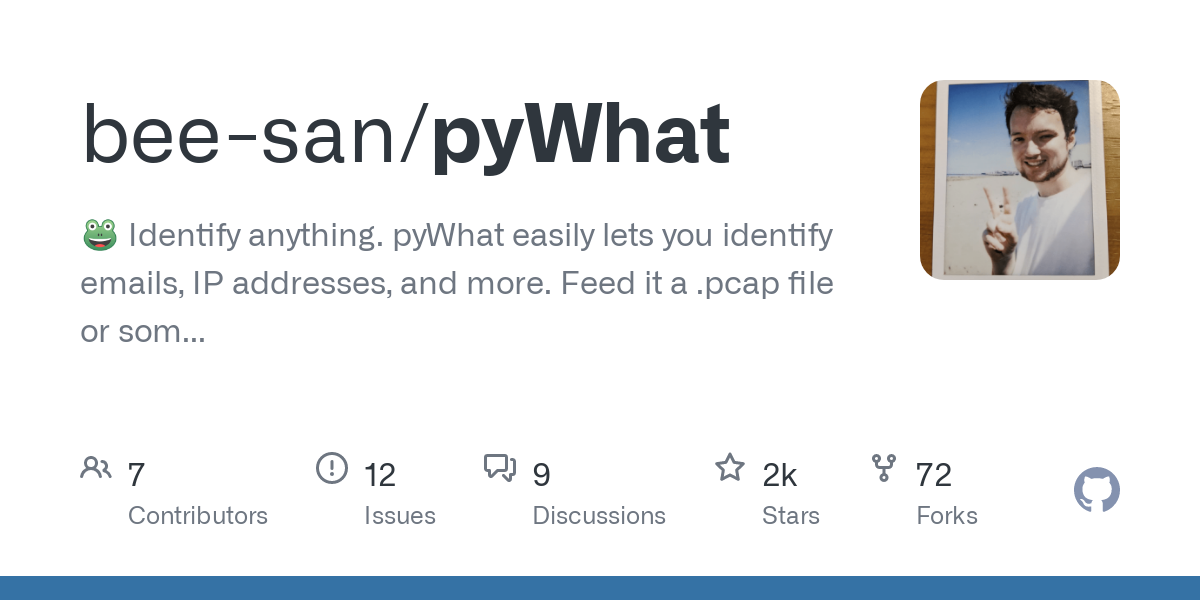 bee-san/pyWhat
🐸 Identify anything. pyWhat easily lets you identify
emails, IP addresses, and more. Feed it a .pcap file
or som...
7
Contributors
12
Issues
9
Discussions
2k
Stars
72
Forks